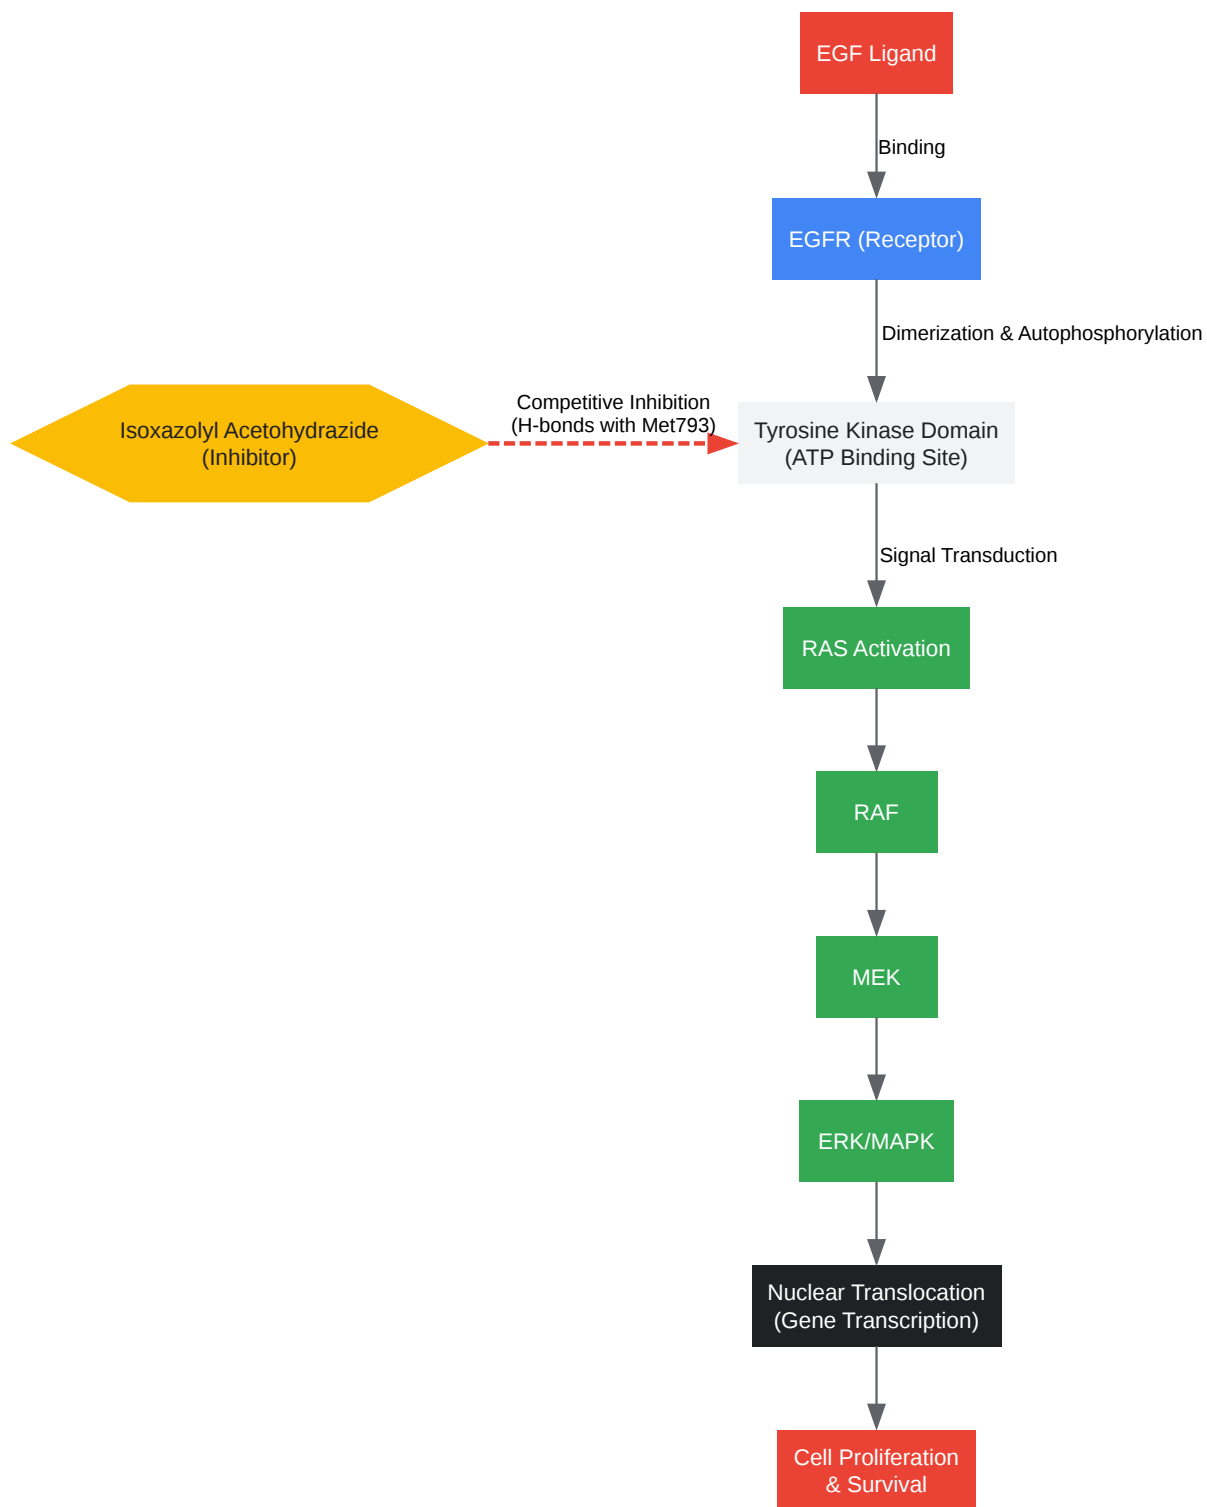 EGF Ligand
Binding
EGFR (Receptor)
Dimerization & Autophosphorylation
Isoxazolyl Acetohydrazide
(Inhibitor)
Competitive Inhibition
(H-bonds with Met793)
Tyrosine Kinase Domain
(ATP Binding Site)
Signal Transduction
RAS Activation
RAF
MEK
ERK/MAPK
Nuclear Translocation
(Gene Transcription)
Cell Proliferation
& Survival